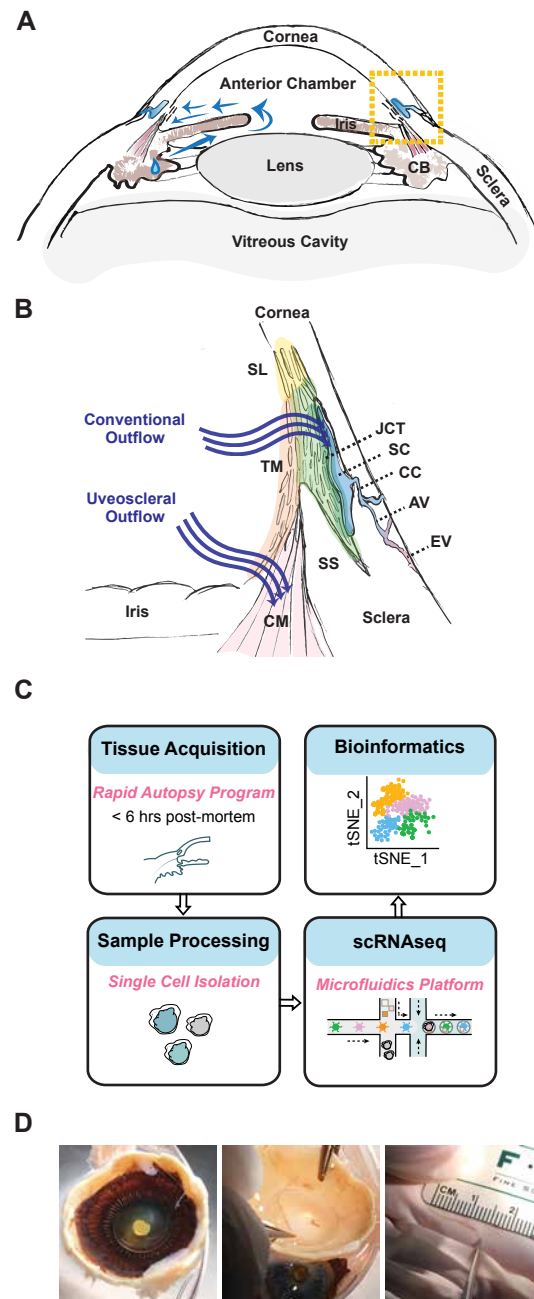 A
Cornea
Anterior Chamber
Iris
Lens
CB
Sclera
Vitreous Cavity
B
Cornea
SL
Conventional
Outflow
JCT
SC
TM
CC
Uveoscleral
Outflow
AV
EV
SS
Iris
CM
Sclera
C
Tissue Acquisition
Rapid Autopsy Program
< 6 hrs post-mortem
Bioinformatics
tSNE_2
tSNE_1
Sample Processing
Single Cell Isolation
scRNAseq
Microfluidics Platform
D
F
FINE
CM 1 2